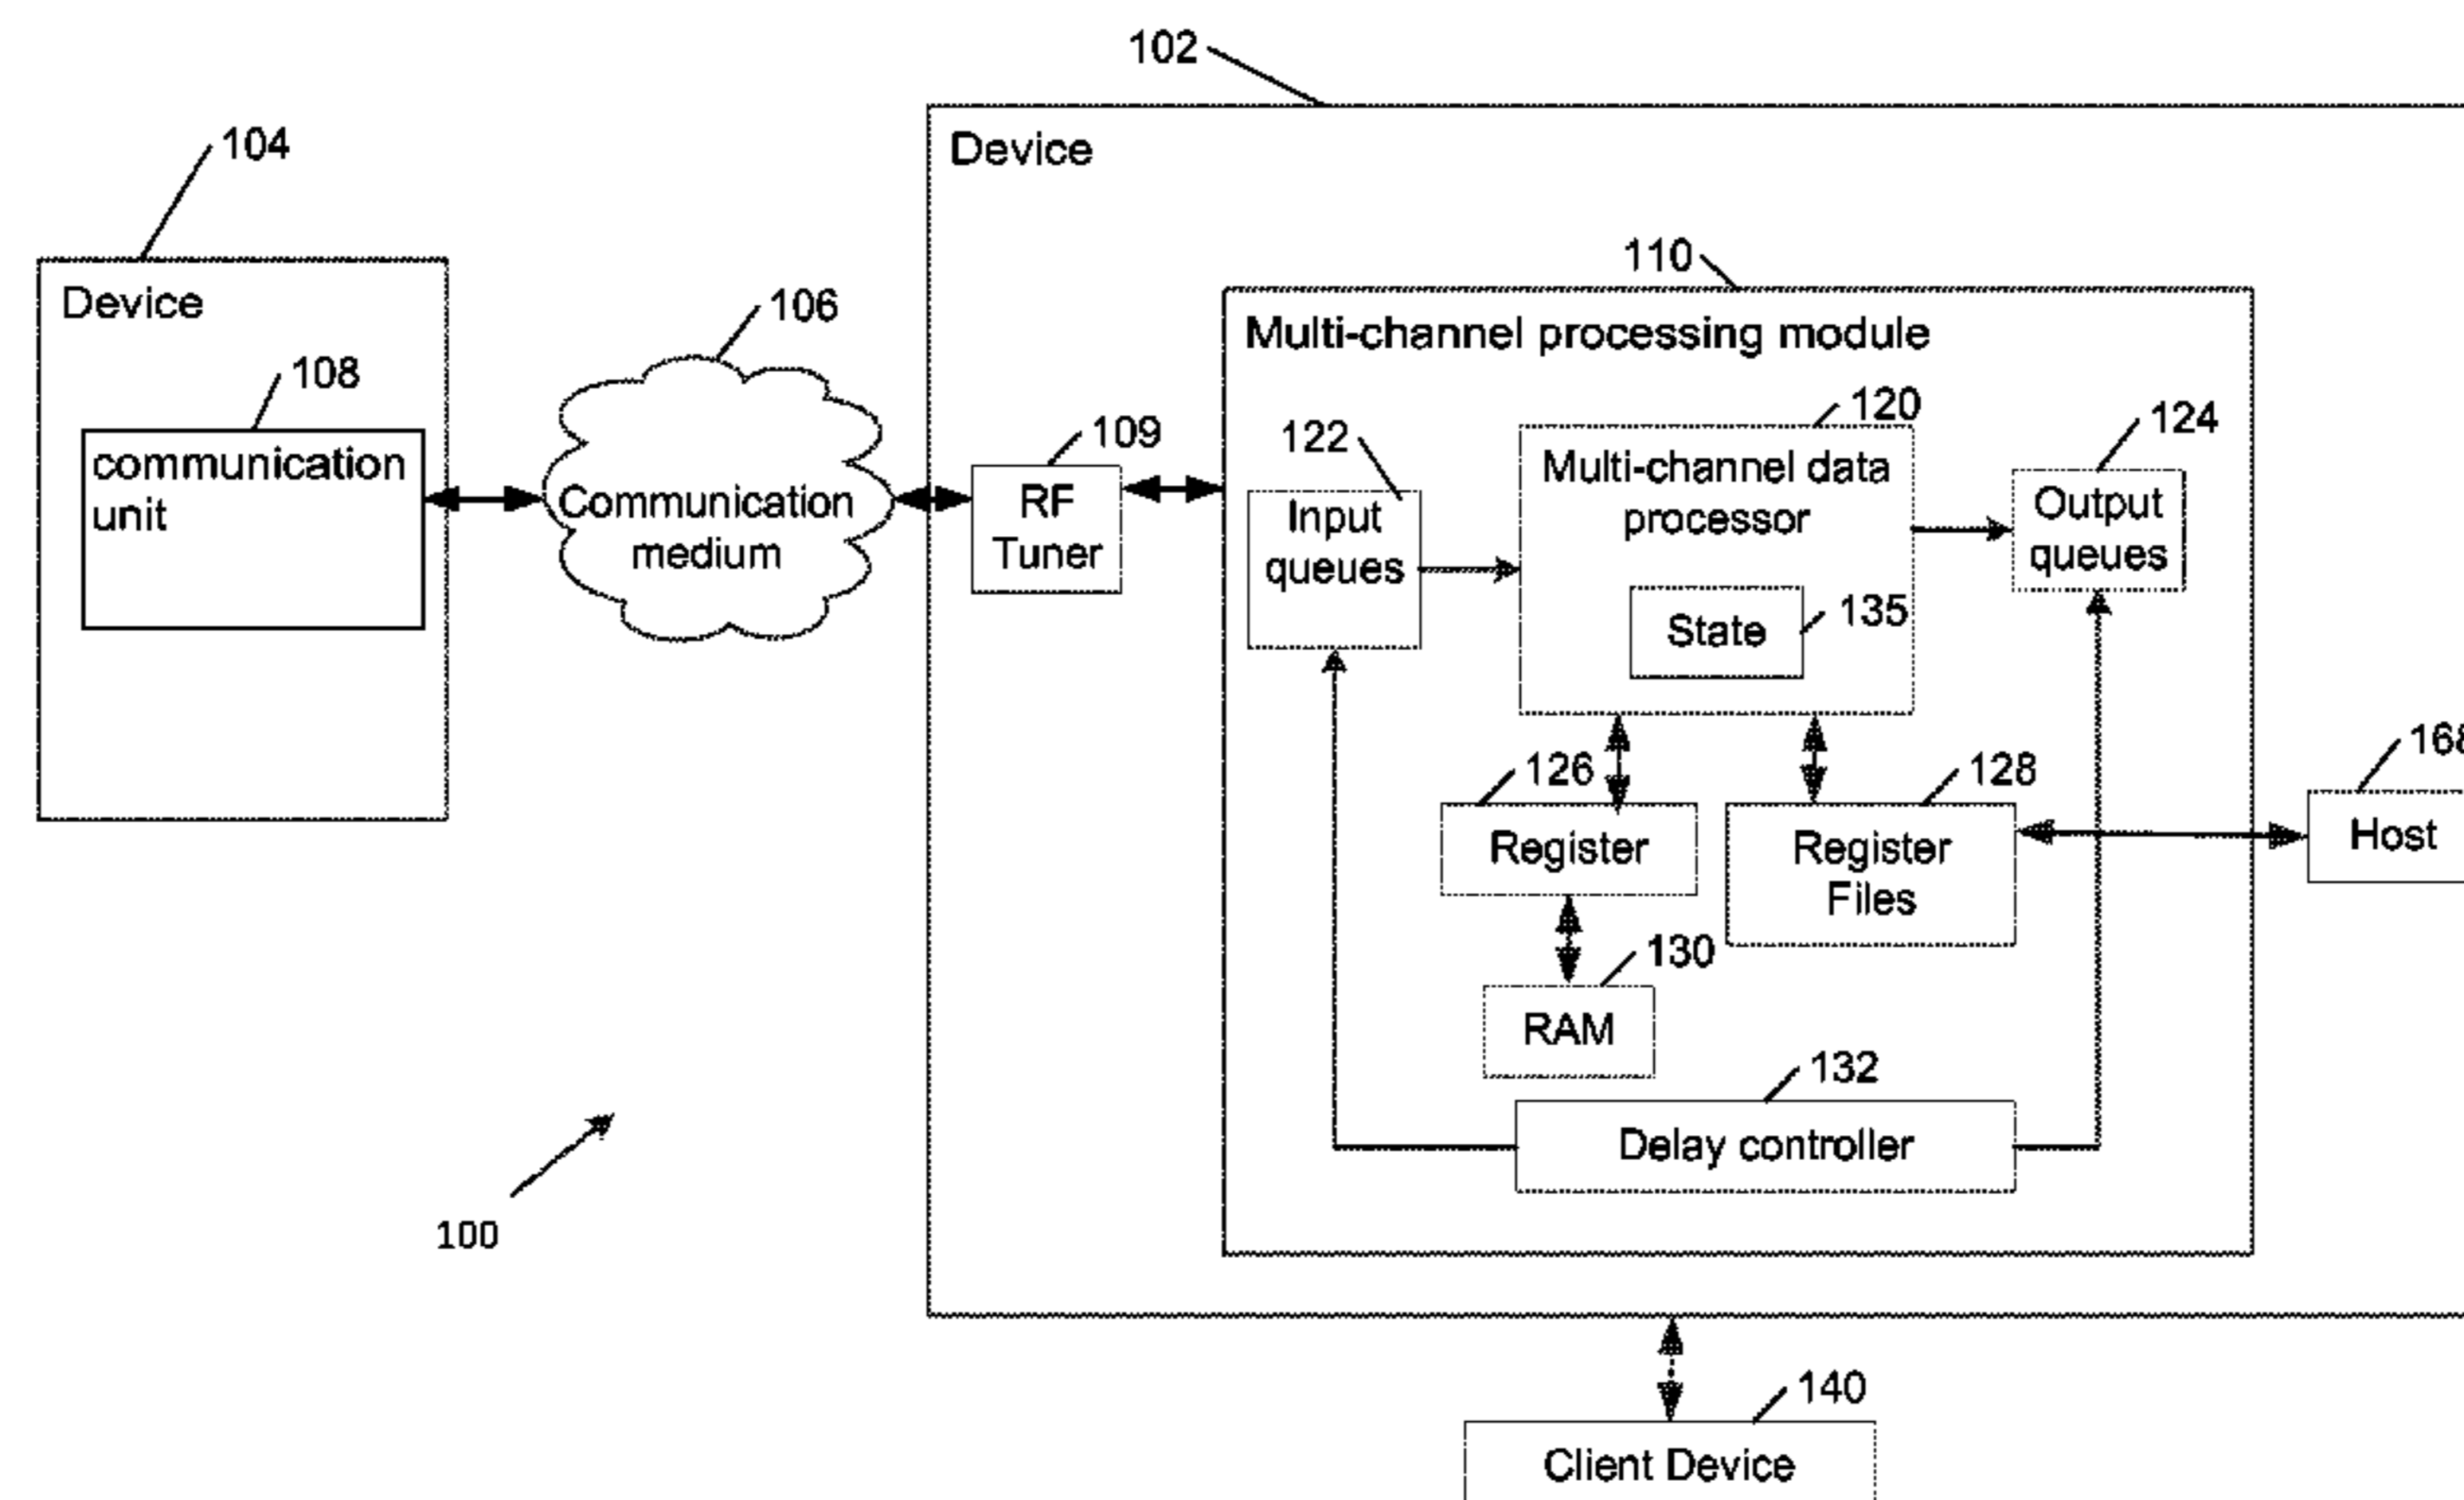 102
104
Device
Device
110
106
Multi-channel processing module
108
120
124
122
109
communication
unit
Multi-channel data
processor
RF
Tuner
Input
queues
Output
queues
Communication
medium
135
State
126
128
168
Register
Register
Files
Host
130
RAM
132
Delay controller
100
140
Client Device